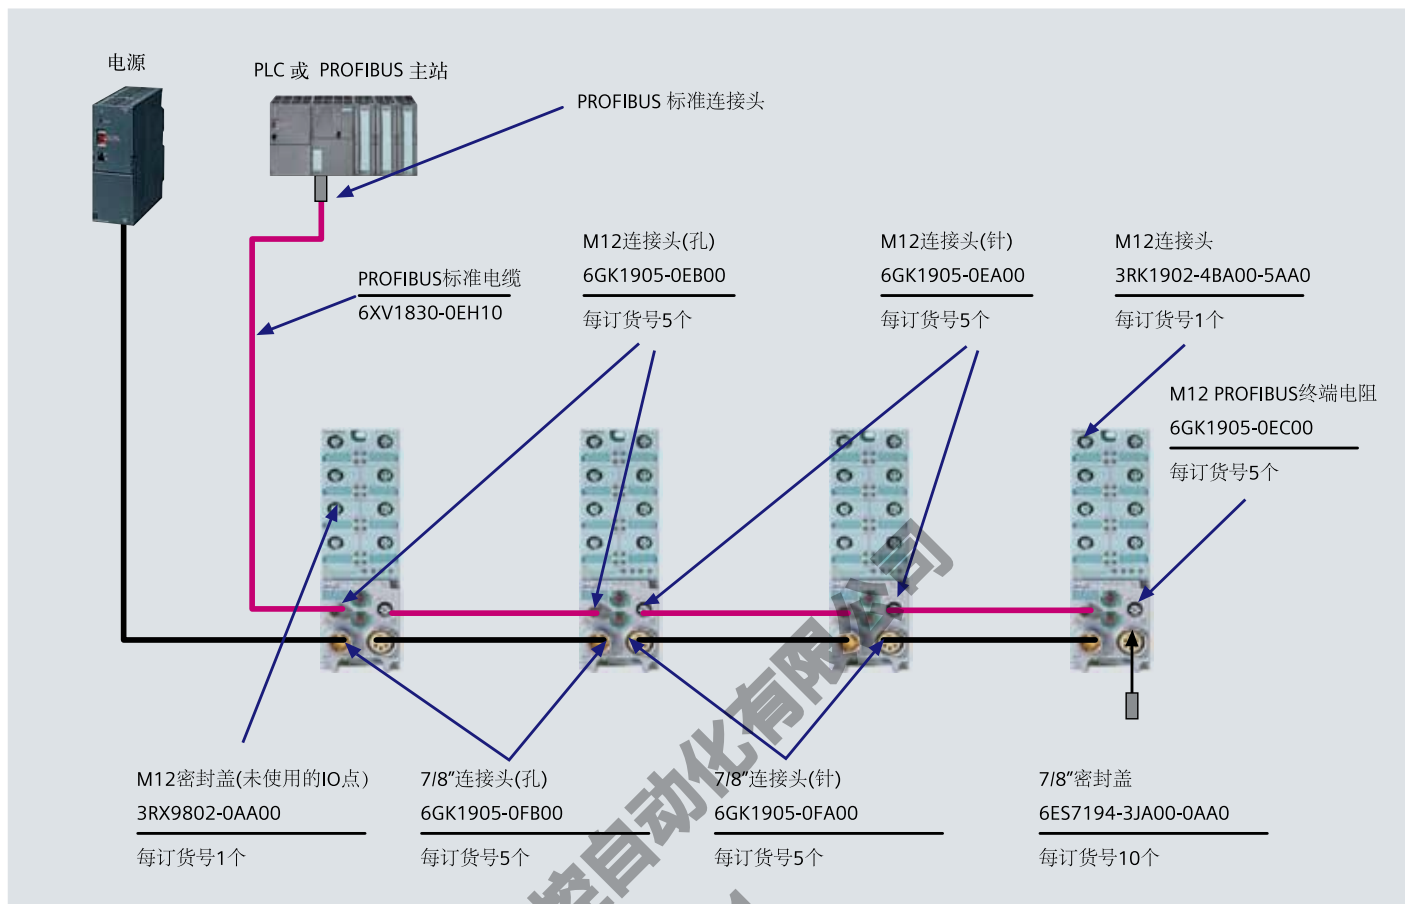 电源
PLC 或 PROFIBUS 主站
PROFIBUS 标准连接头
PROFIBUS标准电缆
6XV1830-0EH10
M12连接头(孔)
6GK1905-0EB00
每订货号5个
M12连接头(针)
6GK1905-0EA00
每订货号5个
M12连接头
3RK1902-4BA00-5AA0
每订货号1个
M12 PROFIBUS终端电阻
6GK1905-0EC00
每订货号5个
M12密封盖(未使用的IO点)
3RX9802-0AA00
每订货号1个
7/8”连接头(孔)
6GK1905-0FB00
每订货号5个
7/8”连接头(针)
6GK1905-0FA00
每订货号5个
7/8”密封盖
6ES7194-3JA00-0AA0
每订货号10个
控自动化有限公司